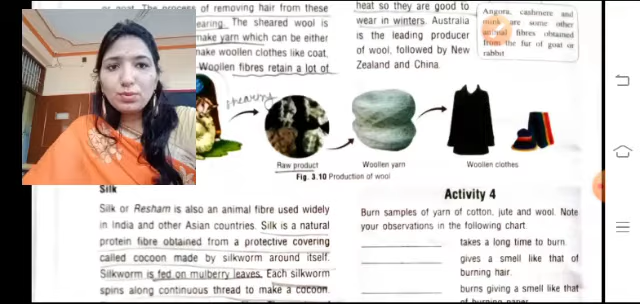 or goat. The process of removing hair from these
earing. The sheared wool is
make yarn which can be either
make woollen clothes like coat,
Woollen fibres retain a lot of
heat so they are good to
wear in winters. Australia
is the leading producer
of wool, followed by New
Zealand and China.
Angora, cashmere and
mink are some other
animal fibres obtained
from the fur of goat or
rabbit
shearing
Raw product
Woollen yarn
Woollen clothes
Fig. 3.10 Production of wool
Silk
Silk or Resham is also an animal fibre used widely
in India and other Asian countries. Silk is a natural
protein fibre obtained from a protective covering
called cocoon made by silkworm around itself.
Silkworm is fed on mulberry leaves. Each silkworm
spins along continuous thread to make a cocoon.
Activity 4
Burn samples of yarn of cotton, jute and wool. Note
your observations in the following chart
takes a long time to burn.
gives a smell like that of
burning hair.
burns giving a smell like that
of burning paper